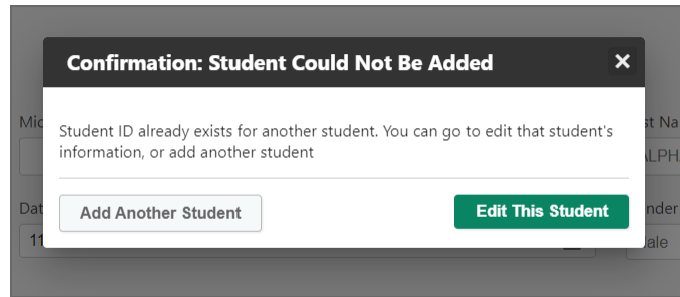 Confirmation: Student Could Not Be Added
Student ID already exists for another student. You can go to edit that student's
information, or add another student
Add Another Student
Edit This Student
11